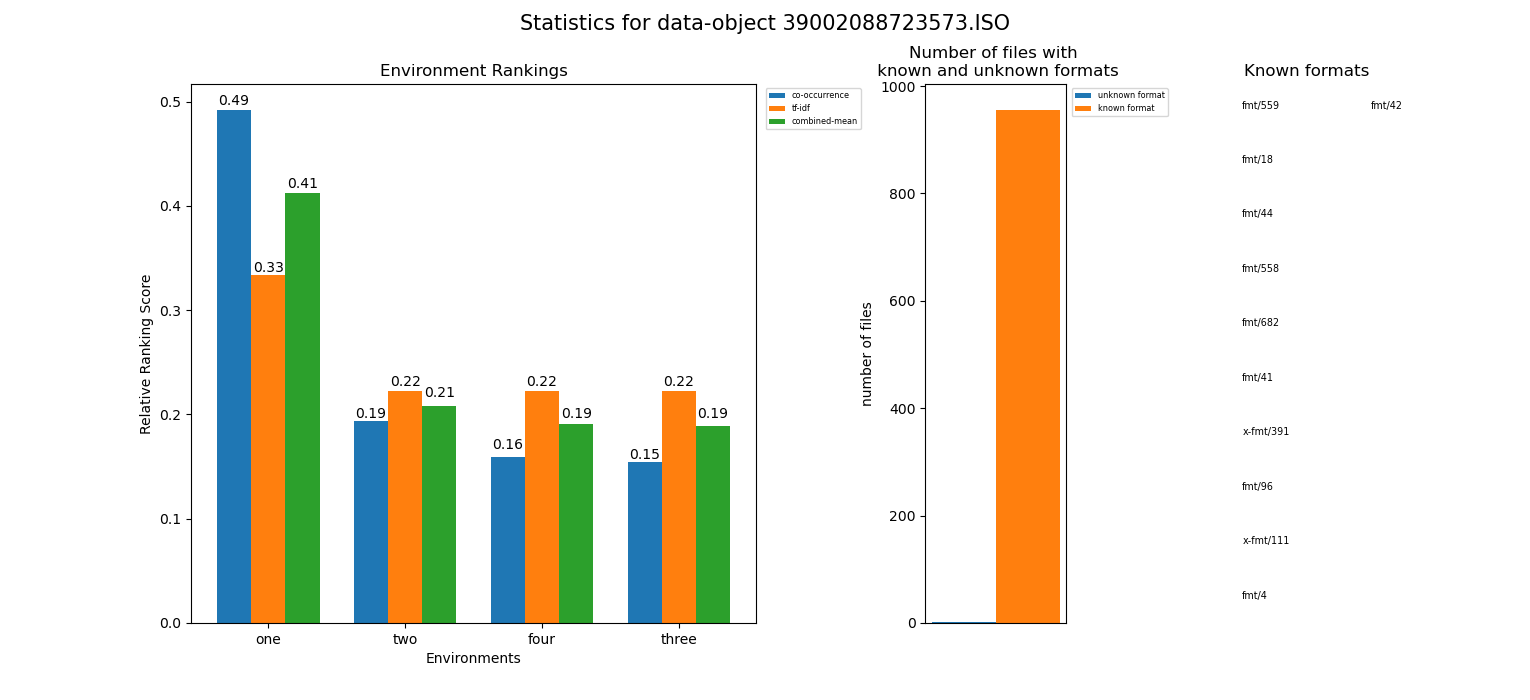 Statistics for data-object 39002088723573.ISO
Environment Rankings
Relative Ranking Score
0.5
0.4
0.3
0.2
0.1
0.0
0.49
0.33
0.41
0.19
0.22
0.21
0.16
0.22
0.19
0.15
0.22
0.19
one
two
four
three
Environments
co-occurrence
tf-idf
combined-mean
Number of files with
known and unknown formats
number of files
1000
800
600
400
200
0
unknown format
known format
Known formats
fmt/559
fmt/42
fmt/18
fmt/44
fmt/558
fmt/682
fmt/41
x-fmt/391
fmt/96
x-fmt/111
fmt/4